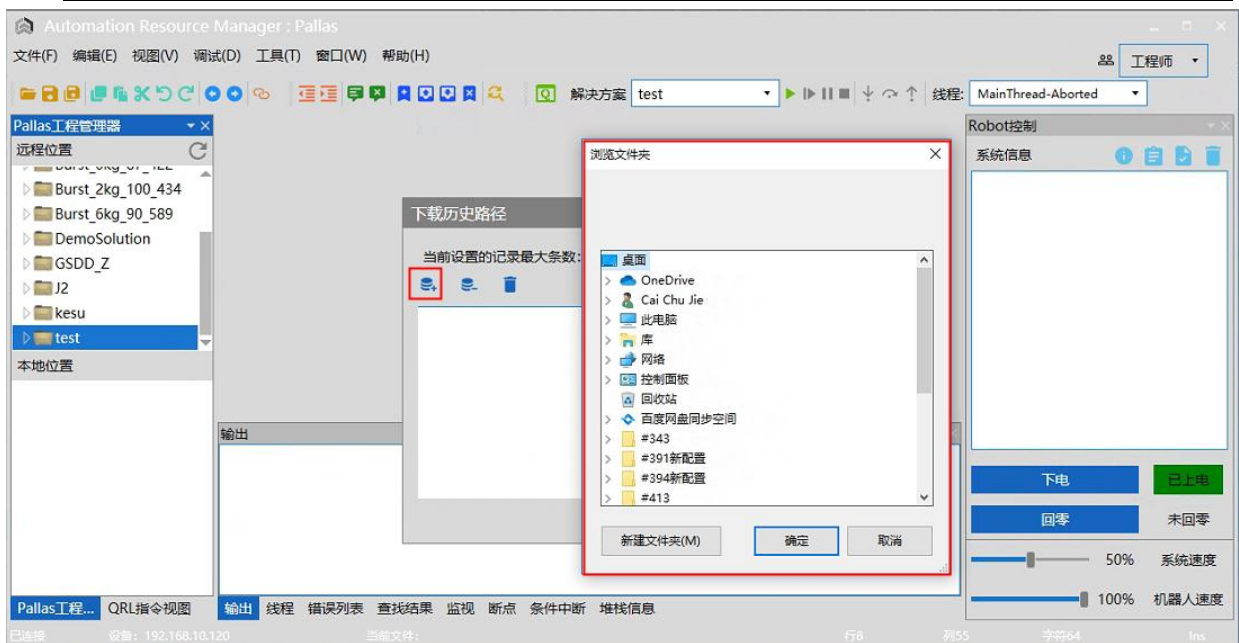 Automation Resource Manager : Pallas
文件(F) 编辑(E) 视图(V) 调试(D) 工具(T) 窗口(W) 帮助(H)
工程师
解决方案 test 线程: MainThread-Aborted
Pallas工程管理器
远程位置
Burst_2kg_100_434
Burst_6kg_90_589
DemoSolution
GSDD_Z
J2
kesu
test
本地位置
下载历史路径
当前设置的记录最大条数:
浏览文件夹
桌面
OneDrive
Cai Chu Jie
此电脑
库
网络
控制面板
回收站
百度网盘同步空间
#343
#391新配置
#394新配置
#413
新建文件夹(M) 确定 取消
输出
Robot控制
系统信息
下电 已上电
回零 未回零
50% 系统速度
100% 机器人速度
Pallas工程... QRL指令视图
输出 线程 错误列表 查找结果 监视 断点 条件中断 堆栈信息
已连接 设备: 192.168.10.120 当前文件: 行8 列55 字符64 Ins